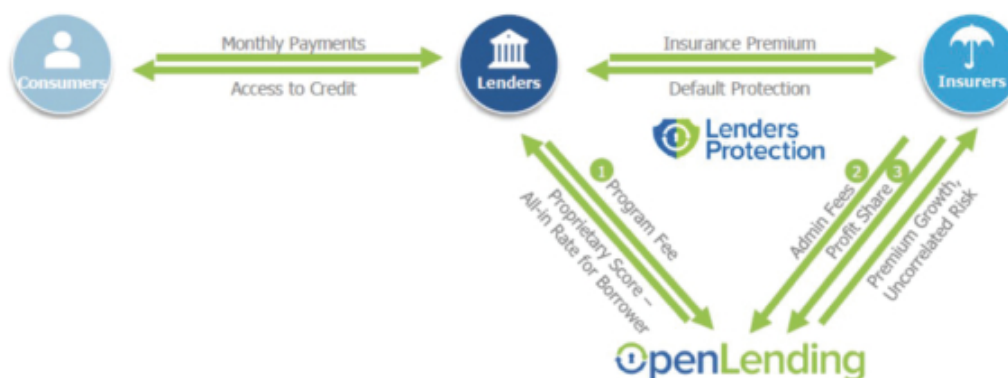 Monthly Payments
Insurance Premium
Consumers
Lenders
Insurers
Access to Credit
Default Protection
Lenders
Protection
1 Program Fee
Proprietary Score –
All-in Rate for Borrower
2
Admin Fees
3
Profit Share
Premium Growth,
Uncorrelated Risk
OpenLending